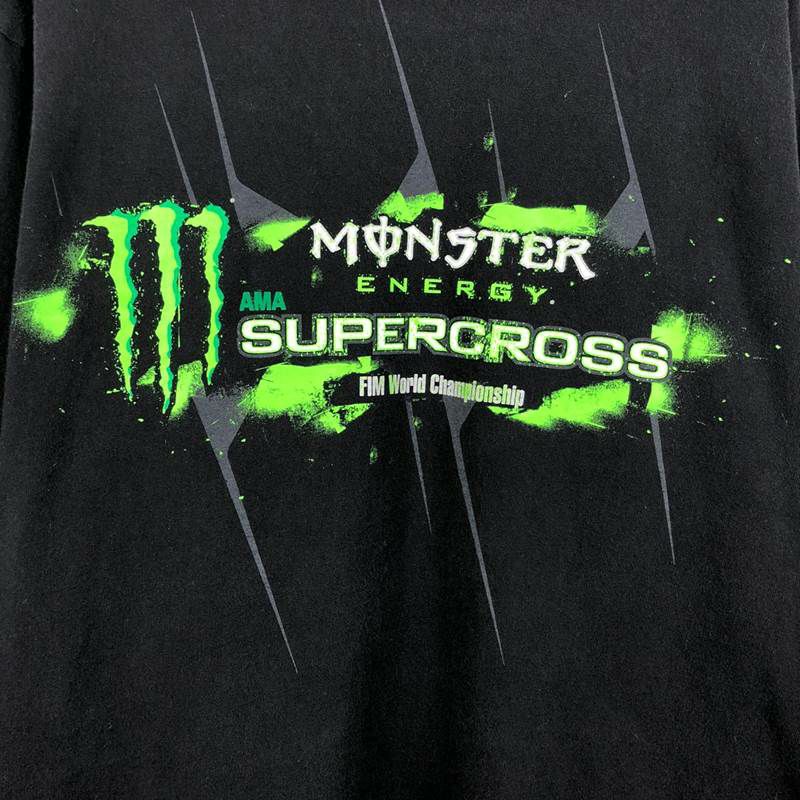 MONSTER
ENERGY
AMA
SUPERCROSS
FIM World Championship